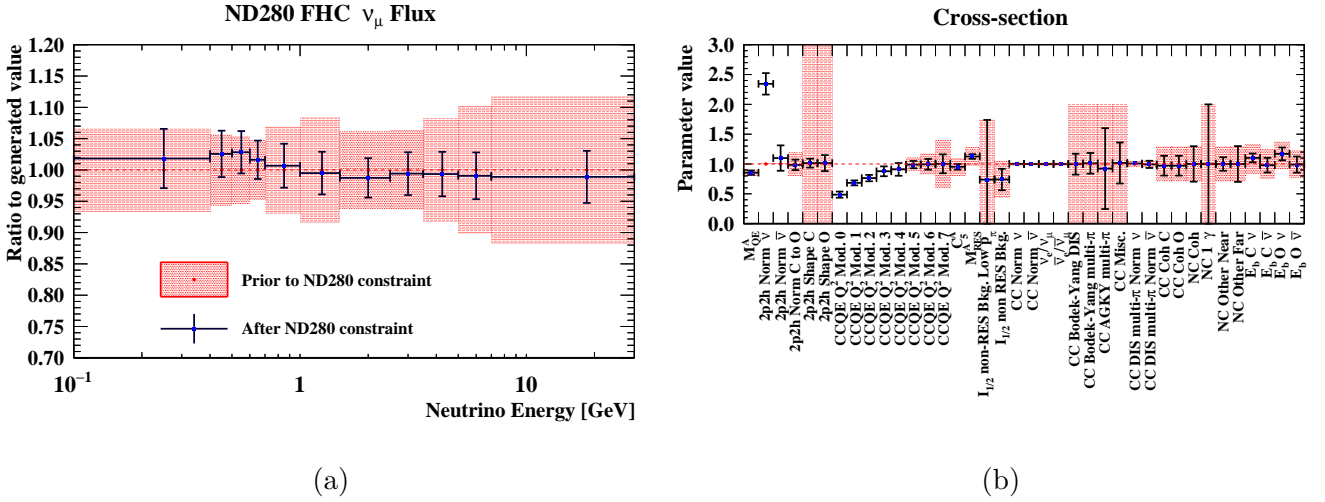 ND280 FHC ν_μ Flux
Ratio to generated value
1.20
1.15
1.10
1.05
1.00
0.95
0.90
0.85
0.80
0.75
0.70
Prior to ND280 constraint
After ND280 constraint
10⁻¹ 1 10
Neutrino Energy [GeV]
(a)
Cross-section
Parameter value
3.0
2.5
2.0
1.5
1.0
0.5
0.0
M^A_QE
2p2h Norm ν
2p2h Norm ν̅
2p2h Norm C to O
2p2h Shape C
2p2h Shape O
CCQE Q² Mod. 0
CCQE Q² Mod. 1
CCQE Q² Mod. 2
CCQE Q² Mod. 3
CCQE Q² Mod. 4
CCQE Q² Mod. 5
CCQE Q² Mod. 6
CCQE Q² Mod. 7
C^A_5
M^A_RES
I_1/2 non-RES Bkg. Low p_π
I_1/2 non RES Bkg.
CC Norm ν
CC Norm ν̅
ν_e/ν_μ
ν̅_e/ν̅_μ
CC Bodek-Yang DIS
CC Bodek-Yang multi-π
CC AGKY multi-π
CC Misc.
CC DIS multi-π Norm ν
CC DIS multi-π Norm ν̅
CC Coh C
CC Coh O
NC Coh
NC 1 γ
NC Other Near
NC Other Far
E_b C ν
E_b C ν̅
E_b O ν
E_b O ν̅
(b)